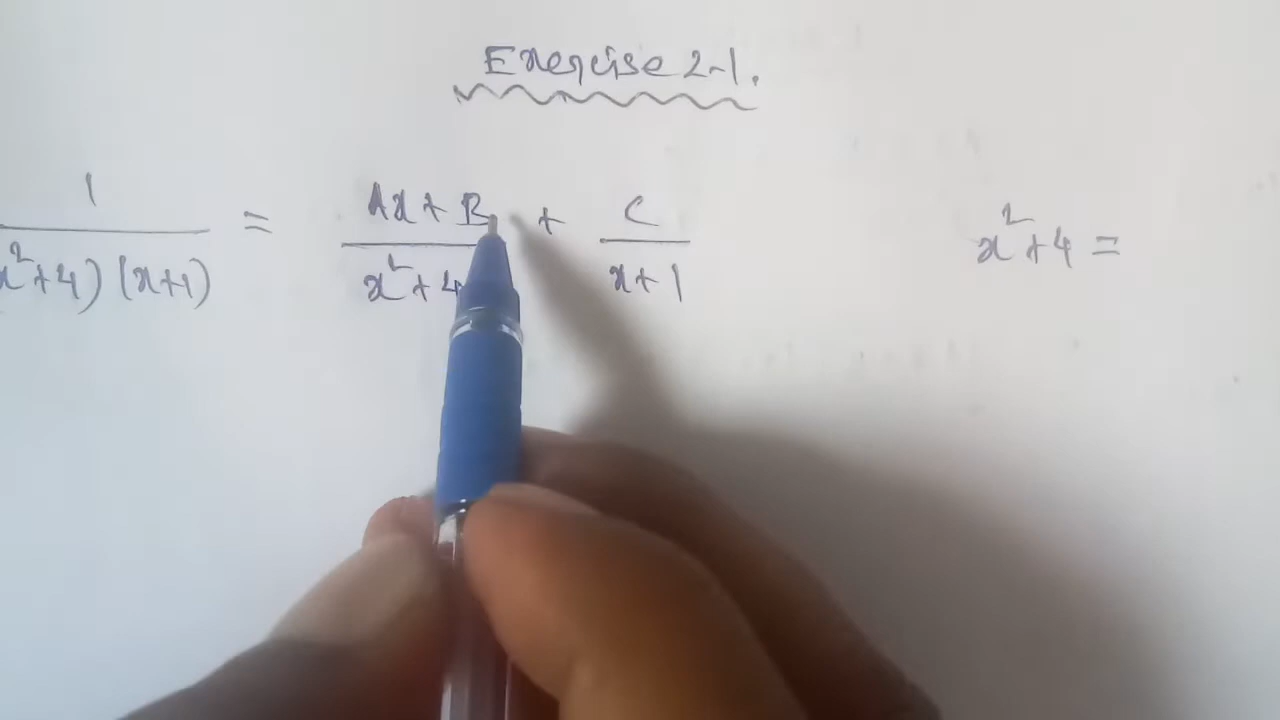 Exercise 2-1.
1 / (x²+4)(x+1) = Ax+B / x²+4 + C / x+1
x²+4 =